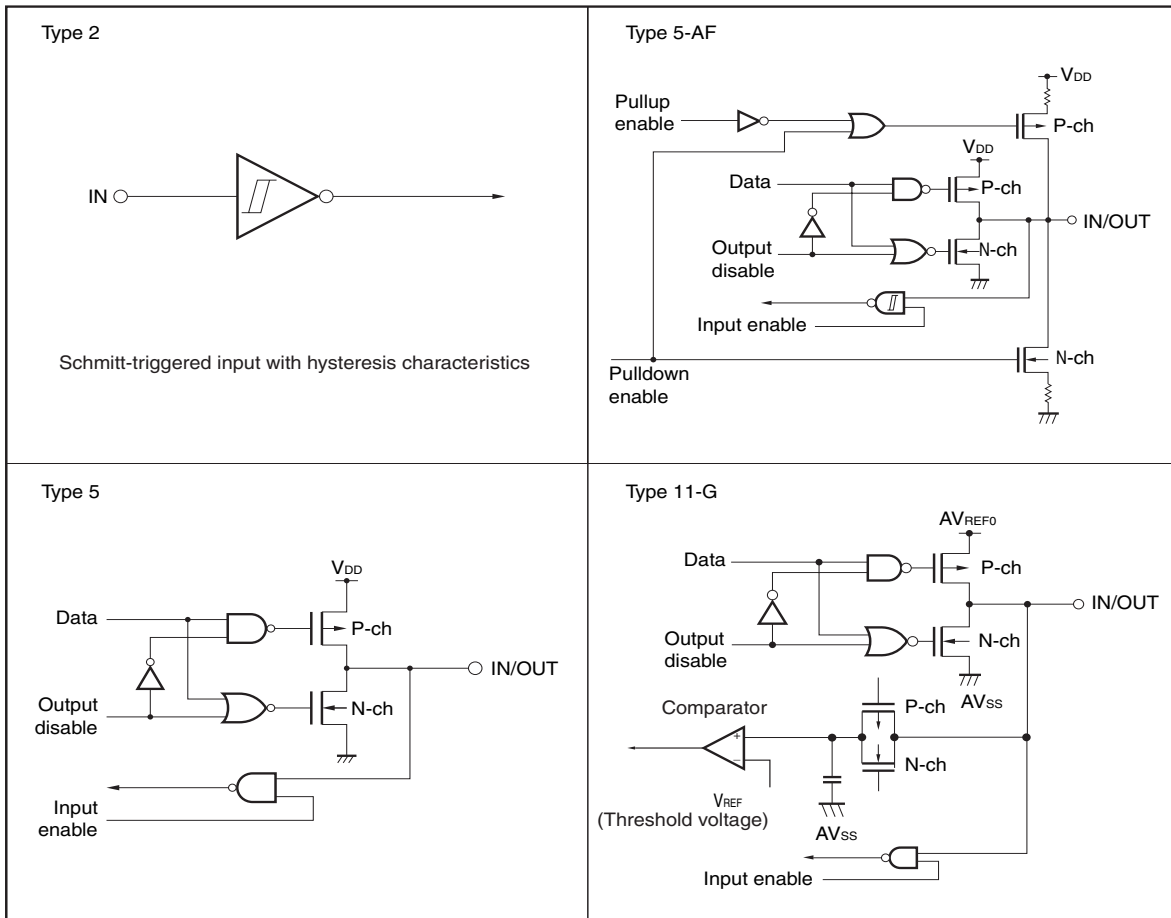 Type 2
IN
Schmitt-triggered input with hysteresis characteristics
Type 5-AF
VDD
Pullup
enable
P-ch
VDD
Data
P-ch
IN/OUT
Output
disable
N-ch
Input enable
N-ch
Pulldown
enable
Type 5
VDD
Data
P-ch
IN/OUT
Output
disable
N-ch
Input
enable
Type 11-G
AVREF0
Data
P-ch
IN/OUT
Output
disable
N-ch
AVSS
P-ch
Comparator
+
−
N-ch
VREF
(Threshold voltage)
AVSS
Input enable